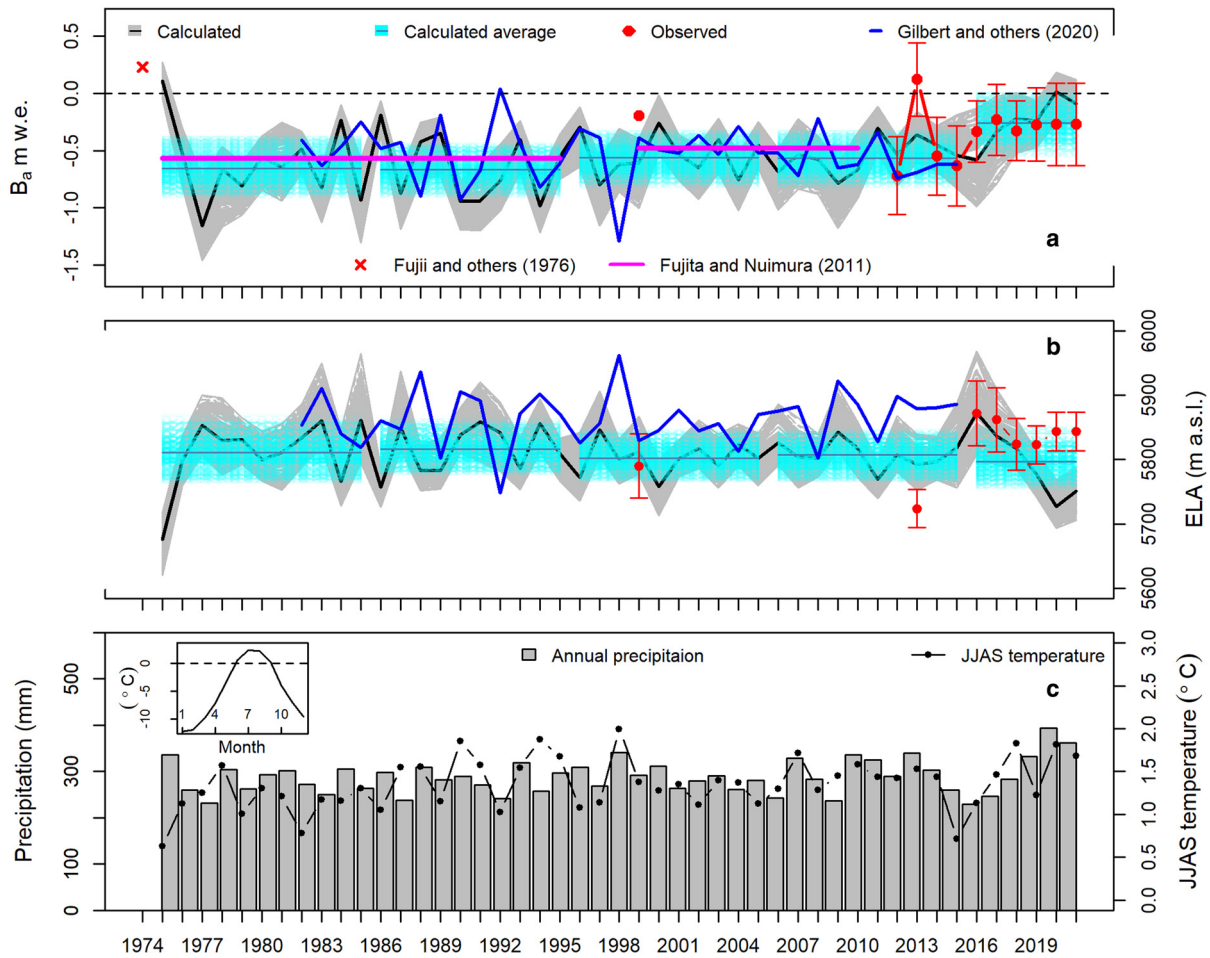 Calculated
Calculated average
Observed
Gilbert and others (2020)
0.5
0.0
-0.5
-1.0
-1.5
Ba m w.e.
a
Fujii and others (1976)
Fujita and Nuimura (2011)
b
6000
5900
5800
5700
5600
ELA (m a.s.l.)
0
-5
-10
(°C)
1 4 7 10
Month
Annual precipitaion
JJAS temperature
c
500
300
100
0
Precipitation (mm)
3.0
2.5
2.0
1.5
1.0
0.5
0.0
JJAS temperature (°C)
1974 1977 1980 1983 1986 1989 1992 1995 1998 2001 2004 2007 2010 2013 2016 2019